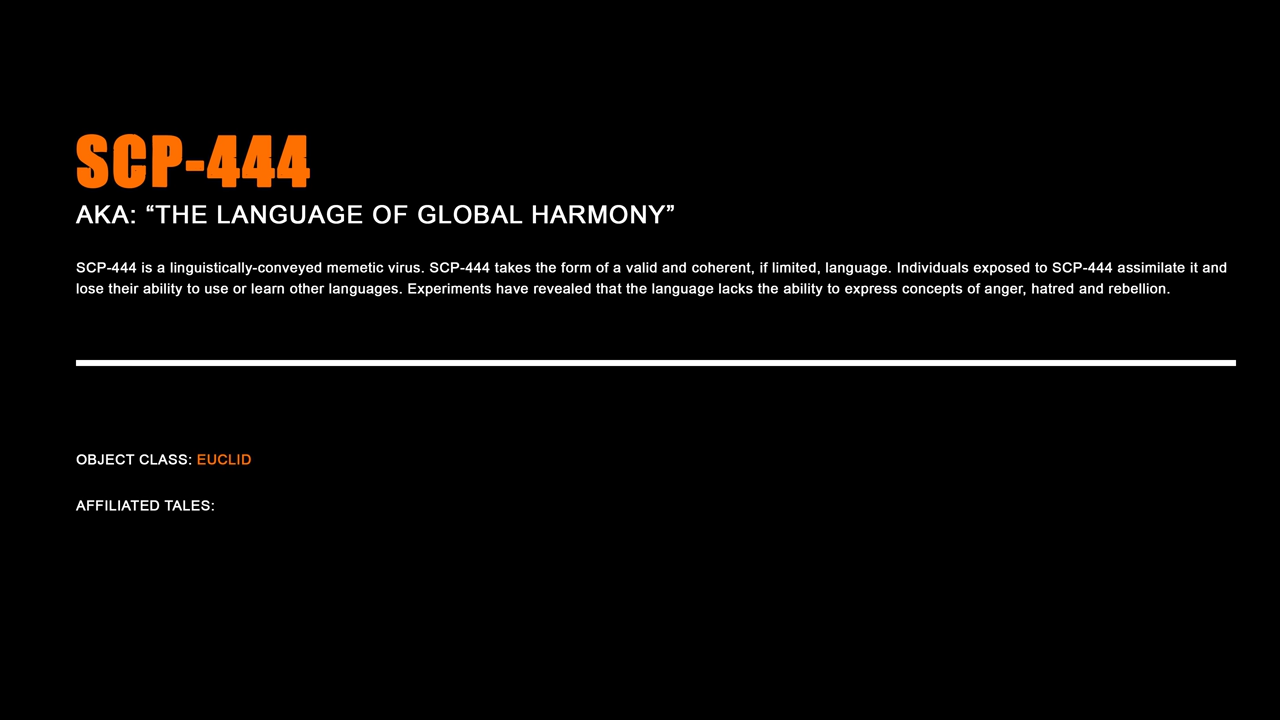 SCP-444
AKA: “THE LANGUAGE OF GLOBAL HARMONY”
SCP-444 is a linguistically-conveyed memetic virus. SCP-444 takes the form of a valid and coherent, if limited, language. Individuals exposed to SCP-444 assimilate it and
lose their ability to use or learn other languages. Experiments have revealed that the language lacks the ability to express concepts of anger, hatred and rebellion.
OBJECT CLASS: EUCLID
AFFILIATED TALES: